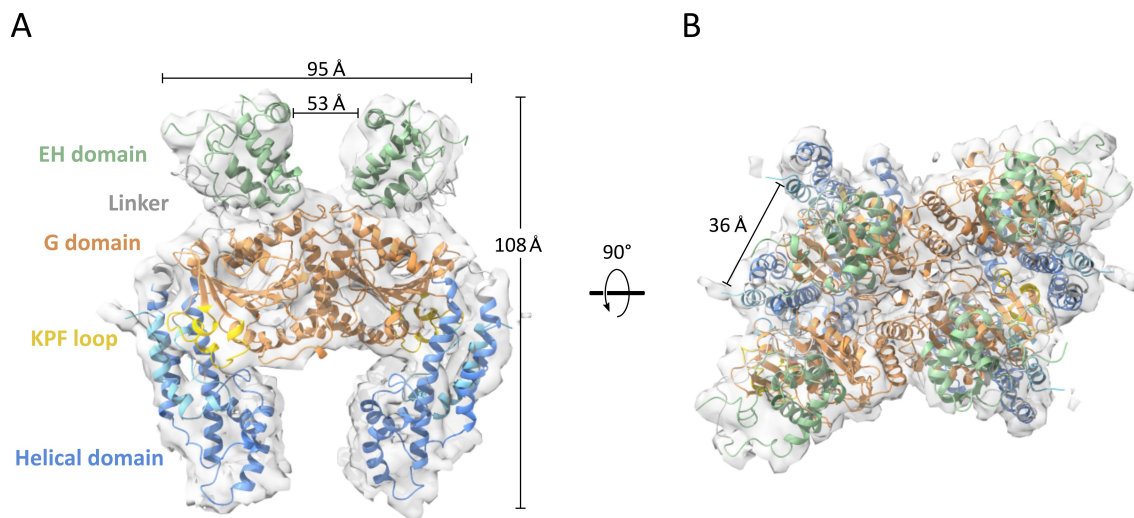 A
B
95 Å
53 Å
EH domain
Linker
G domain
108 Å
36 Å
90°
KPF loop
Helical domain